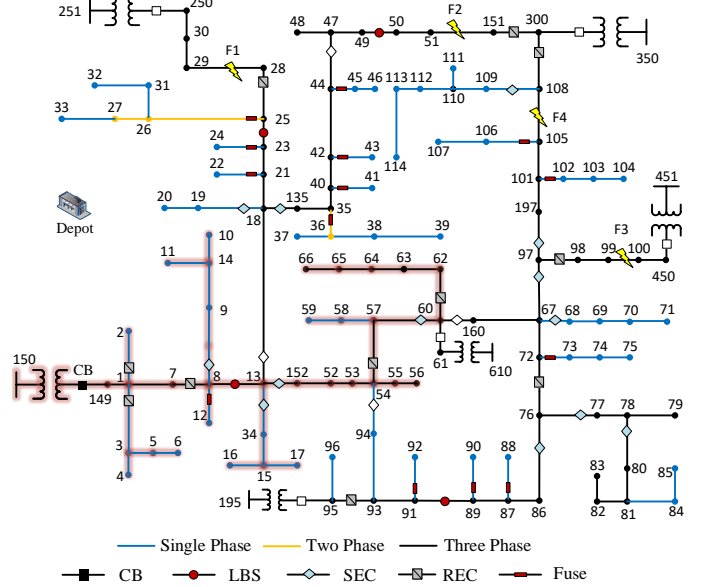 251 250 48 47 49 50 51 F2 151 300 350
30
29 F1 28
32 31
33 27 26 25
44 45 46 113 112 111 110 109 108
F4
24 23 42 43 114 107 106 105
22 21 40 41 101 102 103 104 451
20 19 18 135 35 197
Depot
37 36 38 39 97 98 99 F3 100 450
10
11 14
66 65 64 63 62
9 59 58 57 60 160 67 68 69 70 71
2
150 61 610 72 73 74 75
CB
149 1 7 8 13 152 52 53 54 55 56
12 76 77 78 79
3 5 6 34 94
4 16 15 17 96 92 90 88 83 80 85
195 95 93 91 89 87 86 82 81 84
Single Phase Two Phase Three Phase
CB LBS SEC REC Fuse